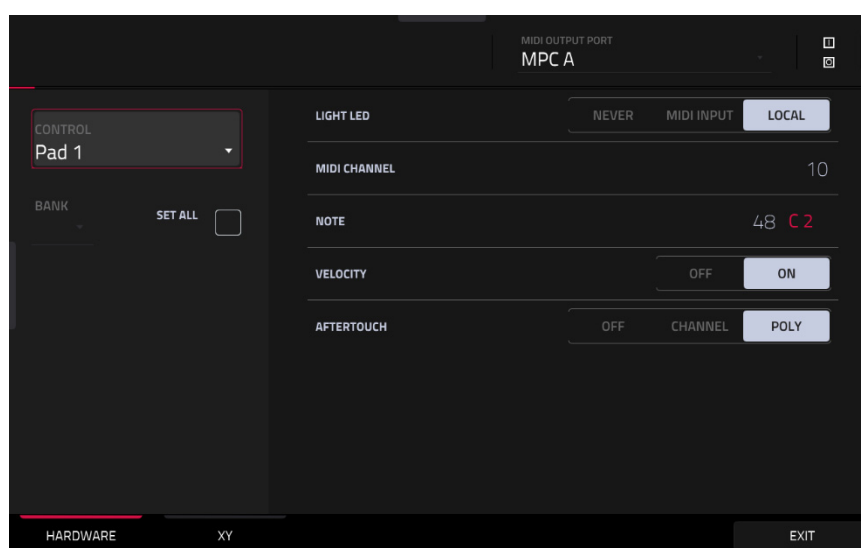 MIDI OUTPUT PORT
MPC A
CONTROL
Pad 1
BANK
SET ALL
LIGHT LED NEVER MIDI INPUT LOCAL
MIDI CHANNEL 10
NOTE 48 C 2
VELOCITY OFF ON
AFTERTOUCH OFF CHANNEL POLY
HARDWARE XY EXIT